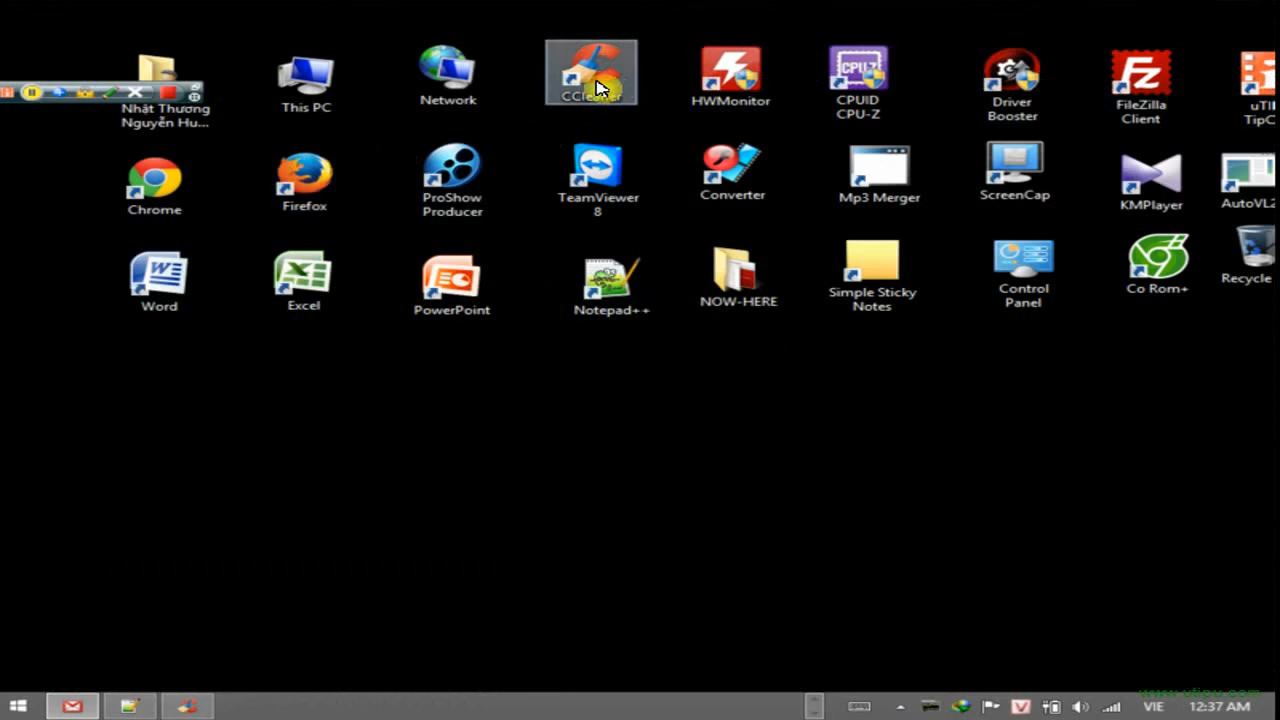 Nhật Thương
Nguyễn Hu...
This PC
Network
HWMonitor
CPUID
CPU-Z
Driver
Booster
FileZilla
Client
Chrome
Firefox
ProShow
Producer
TeamViewer
8
Converter
Mp3 Merger
ScreenCap
KMPlayer
AutoVL2
Word
Excel
PowerPoint
Notepad++
NOW-HERE
Simple Sticky
Notes
Control
Panel
Co Rom+
Recycle
VIE
12:37 AM